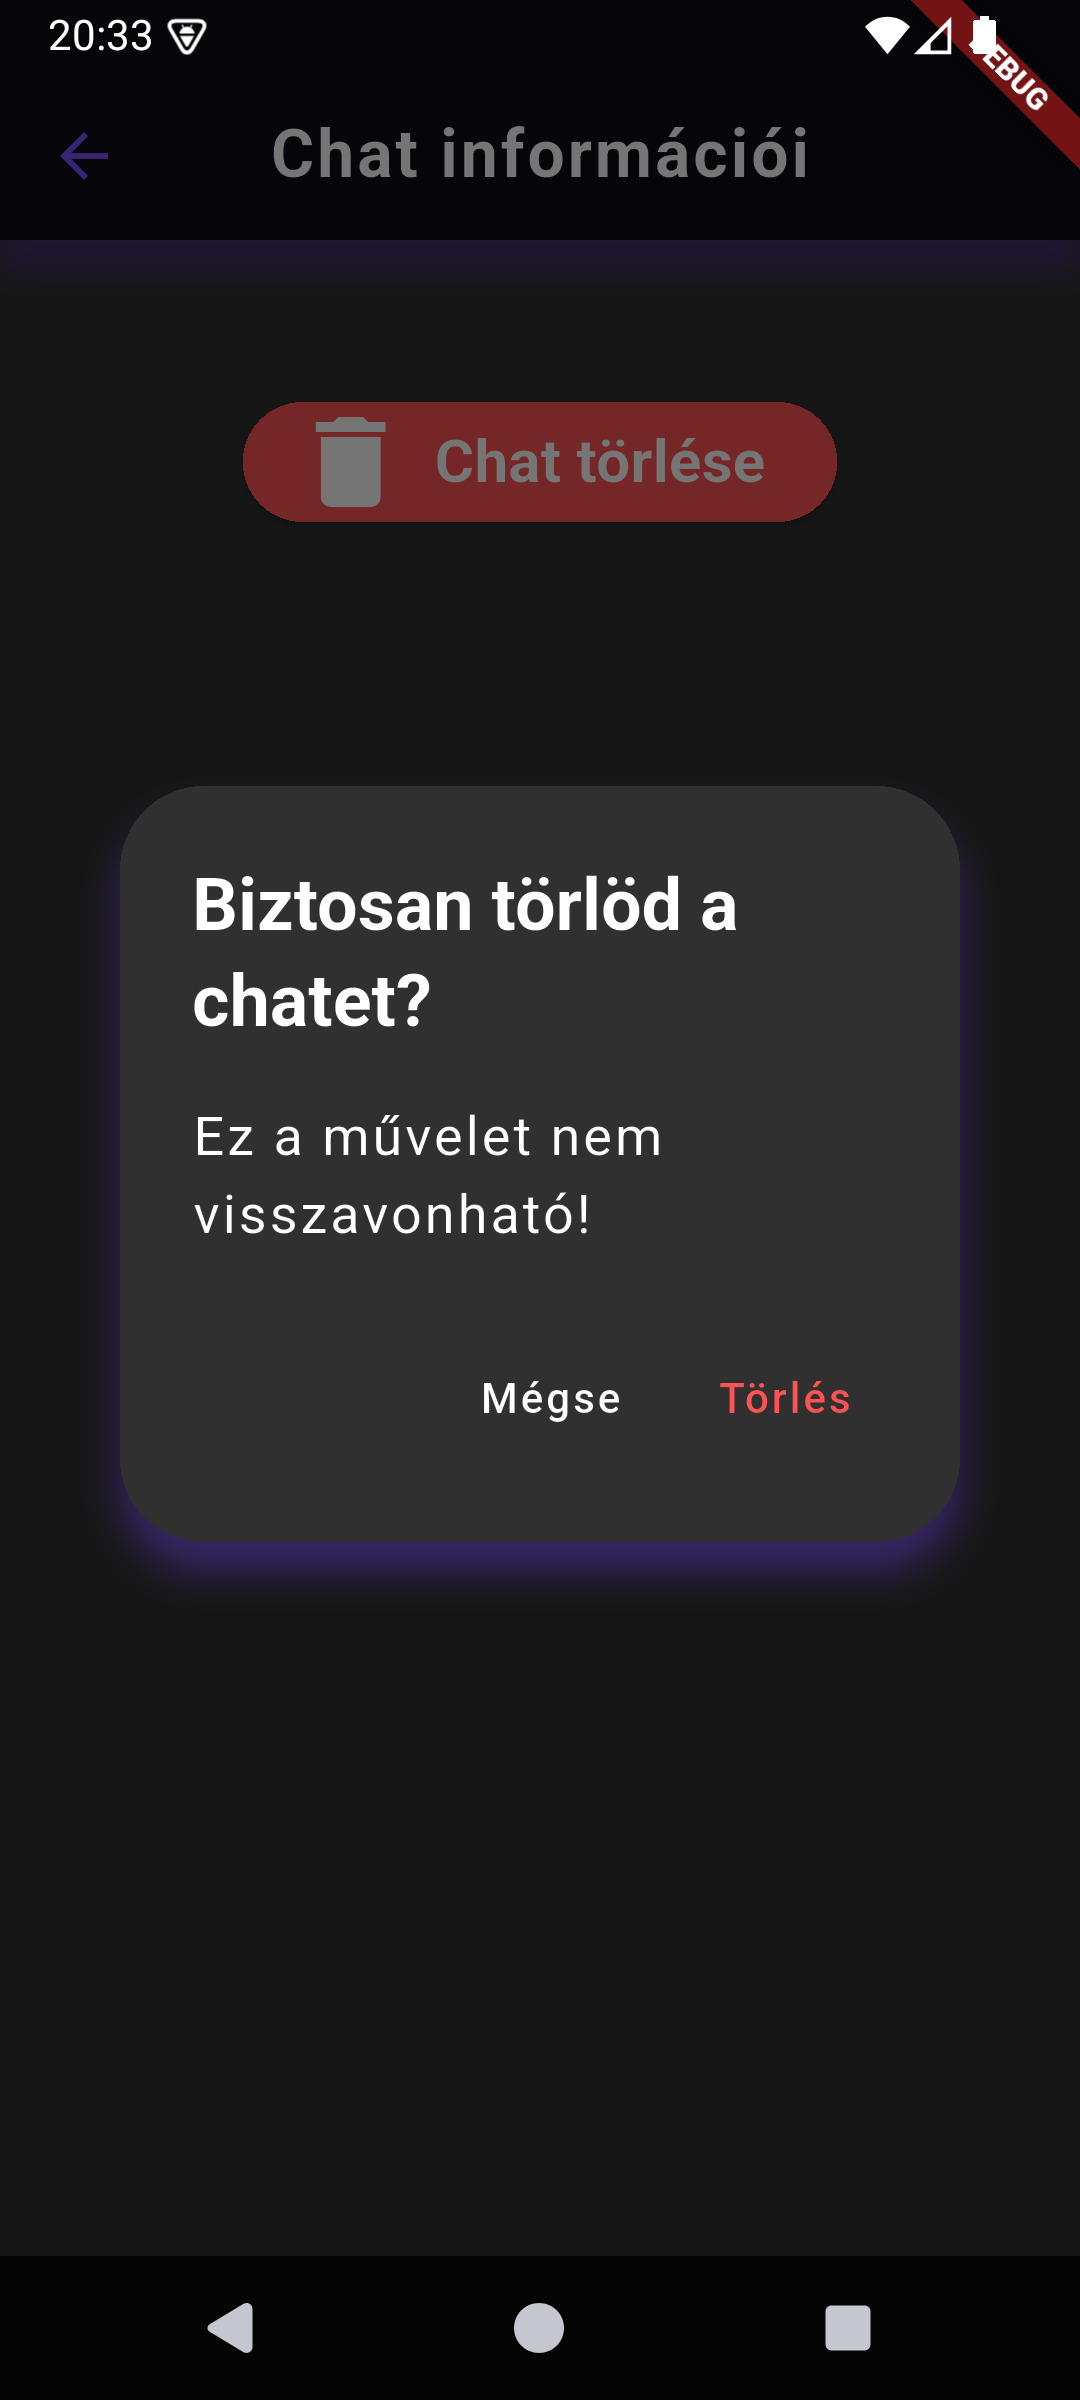 20:33
EBUG
Chat információi
Chat törlése
Biztosan törlöd a
chatet?
Ez a művelet nem
visszavonható!
Mégse
Törlés